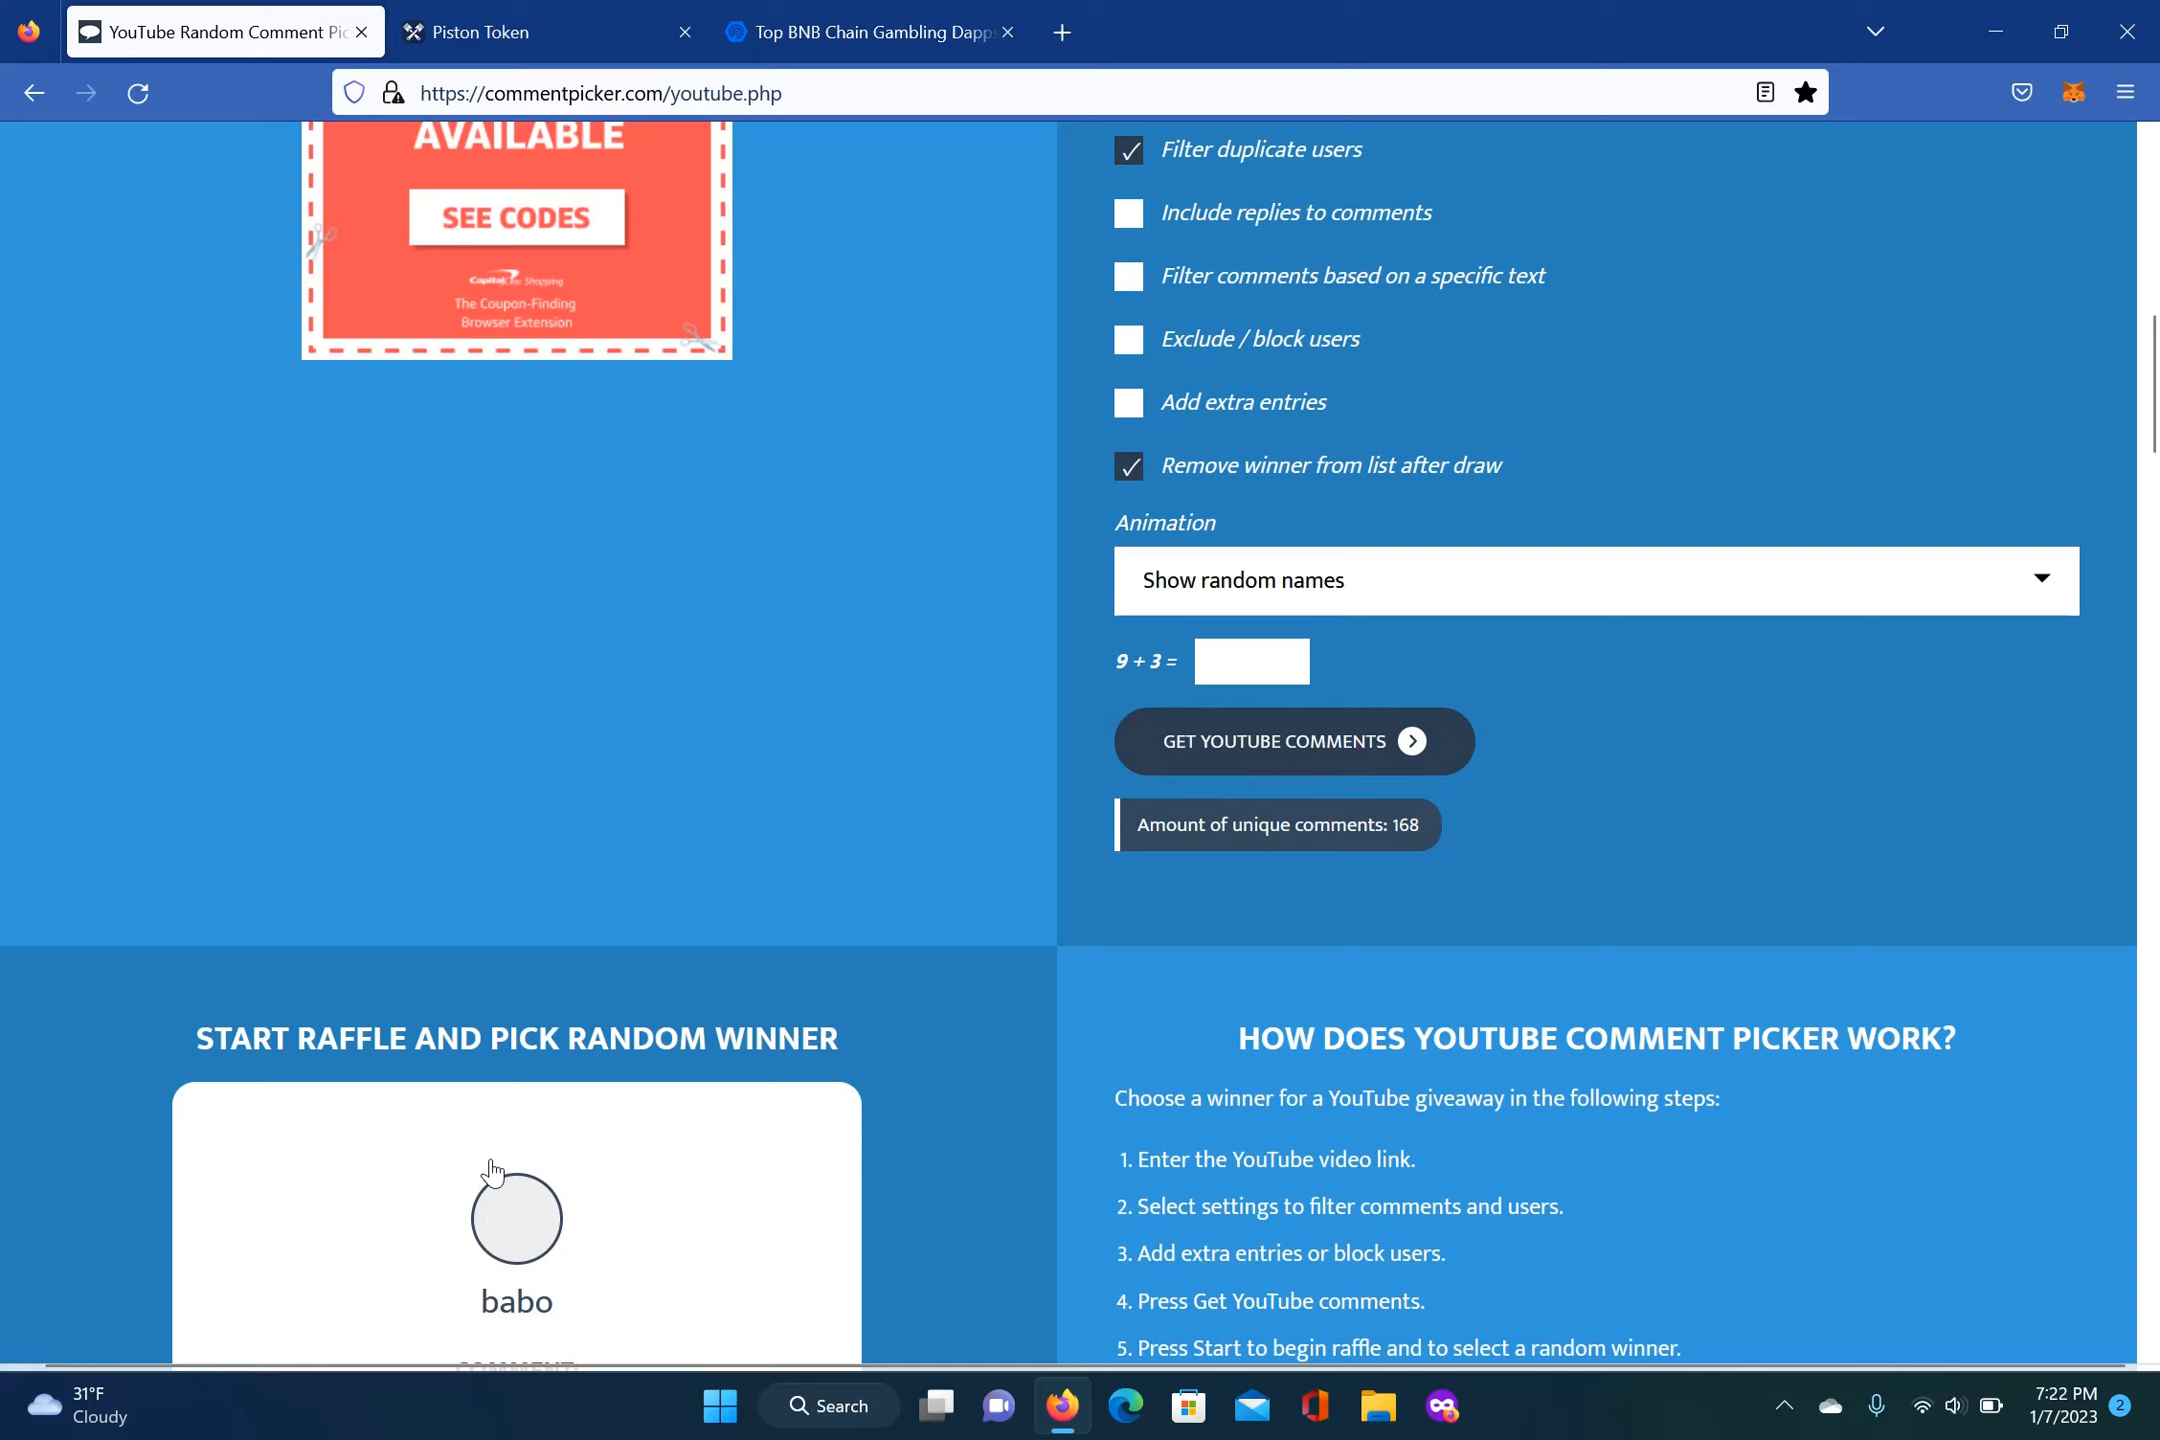 YouTube Random Comment Pic
Piston Token
Top BNB Chain Gambling Dapps
https://commentpicker.com/youtube.php
AVAILABLE
SEE CODES
Capital One Shopping
The Coupon-Finding
Browser Extension
Filter duplicate users
Include replies to comments
Filter comments based on a specific text
Exclude / block users
Add extra entries
Remove winner from list after draw
Animation
Show random names
9 + 3 =
GET YOUTUBE COMMENTS
Amount of unique comments: 168
START RAFFLE AND PICK RANDOM WINNER
babo
HOW DOES YOUTUBE COMMENT PICKER WORK?
Choose a winner for a YouTube giveaway in the following steps:
1. Enter the YouTube video link.
2. Select settings to filter comments and users.
3. Add extra entries or block users.
4. Press Get YouTube comments.
5. Press Start to begin raffle and to select a random winner.
31°F
Cloudy
Search
7:22 PM
1/7/2023
2